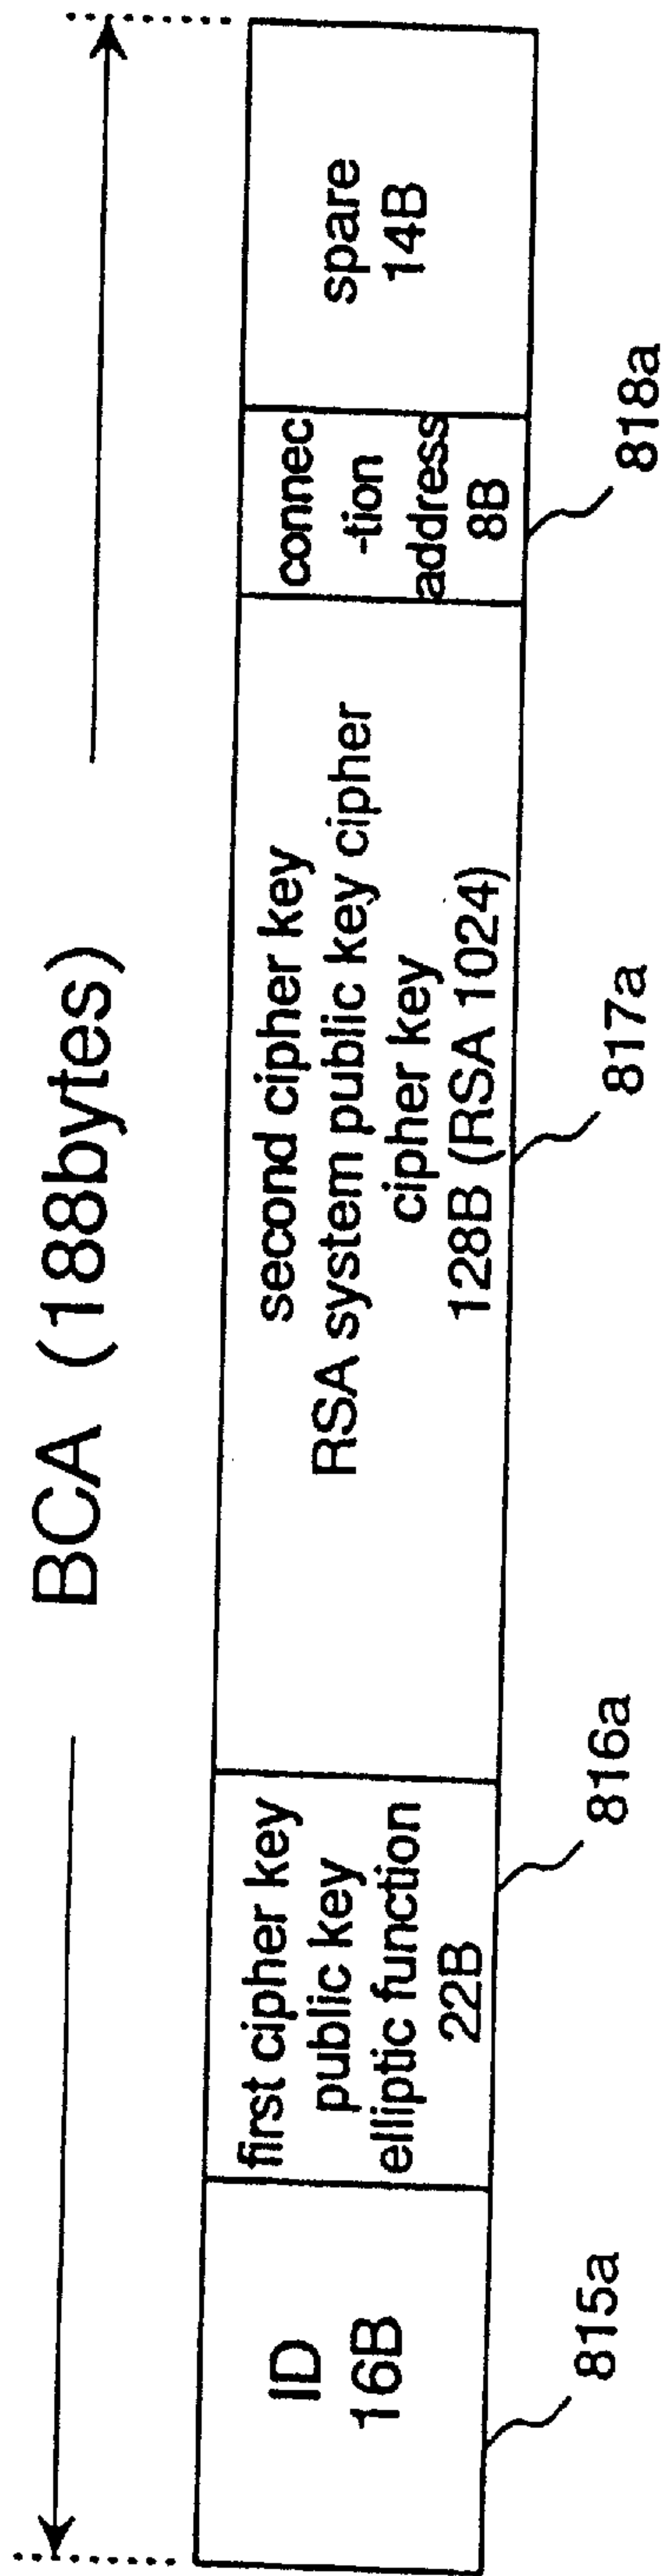 BCA (188bytes)
ID
16B
first cipher key
public key
elliptic function
22B
second cipher key
RSA system public key cipher
cipher key
128B (RSA 1024)
connec
-tion
address
8B
spare
14B
815a
816a
817a
818a